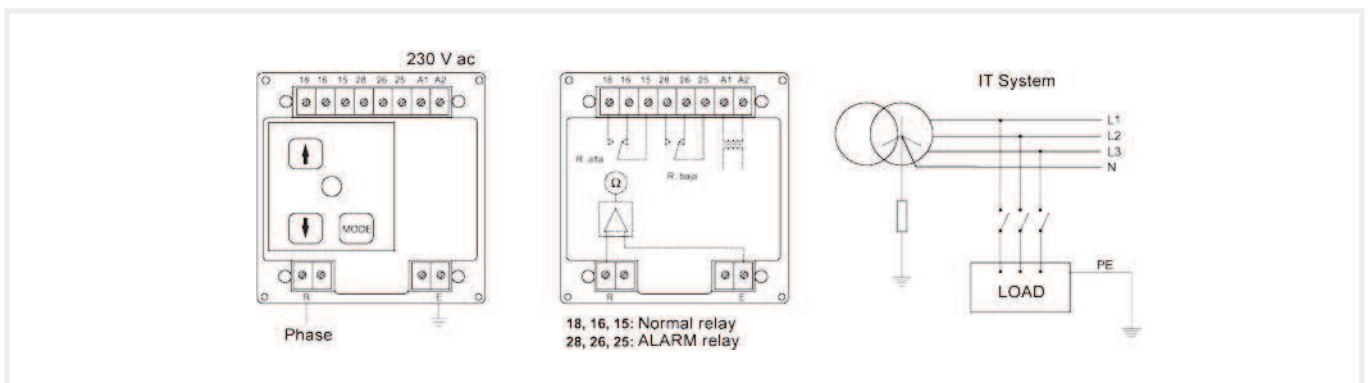 230 V ac
18 16 15 28 26 25 A1 A2
MODE
R E
Phase
18 16 15 28 26 25 A1 A2
R. alta
R. baja
Ω
R E
18, 16, 15: Normal relay
28, 26, 25: ALARM relay
IT System
L1
L2
L3
N
PE
LOAD